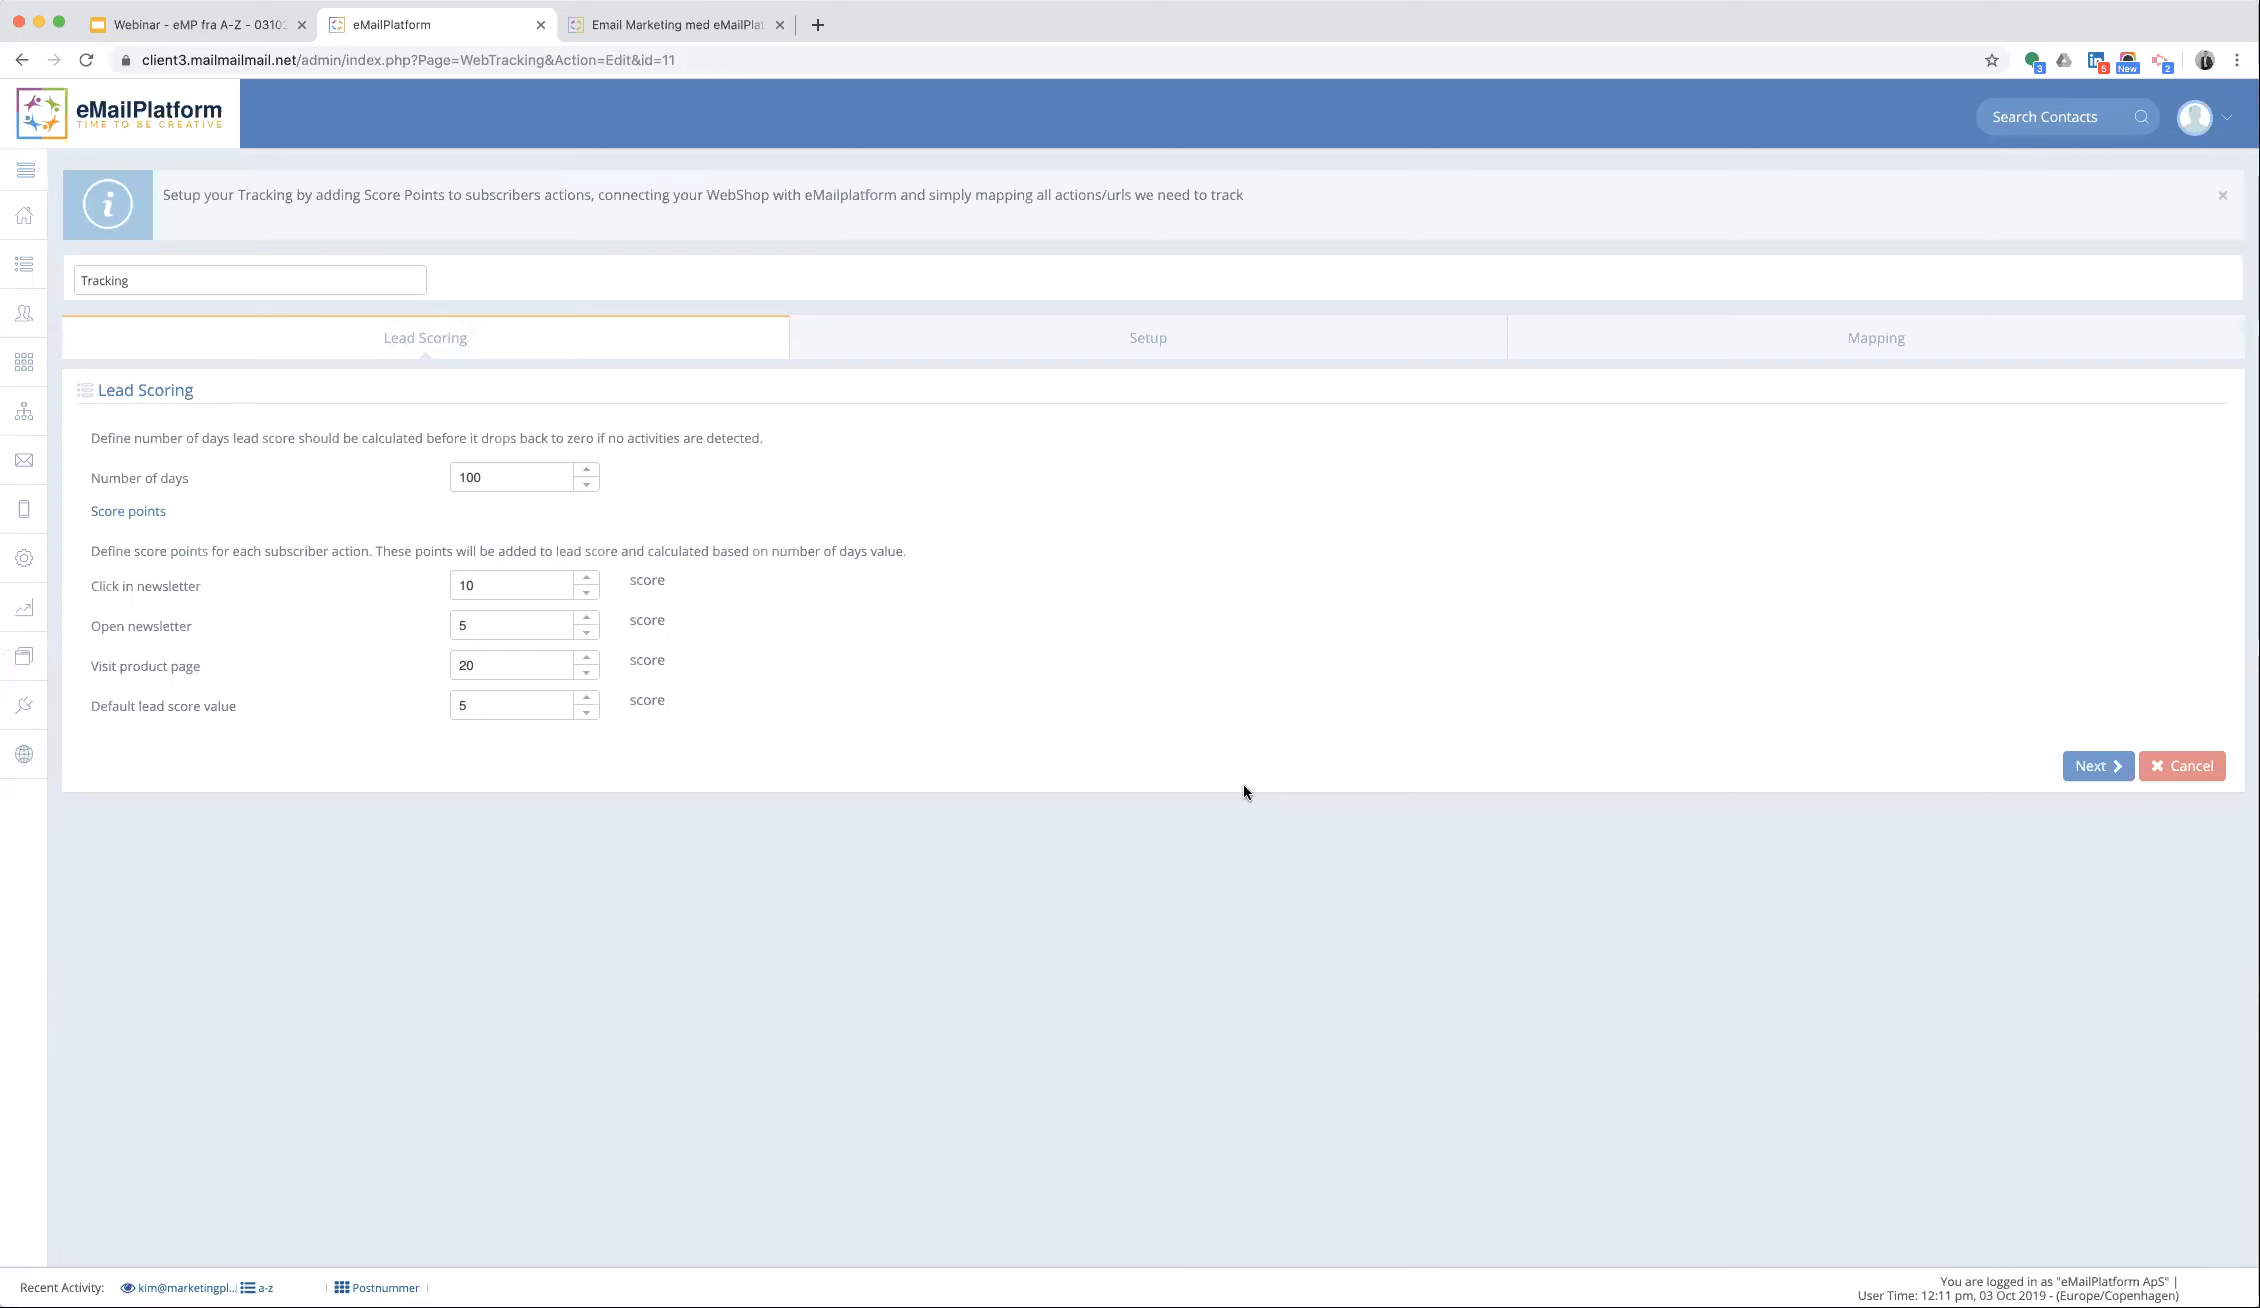 Webinar - eMP fra A-Z - 03102
eMailPlatform
Email Marketing med eMailPlat
client3.mailmailmail.net/admin/index.php?Page=WebTracking&Action=Edit&id=11
3
5
New
2
eMailPlatform
TIME TO BE CREATIVE
Search Contacts
Setup your Tracking by adding Score Points to subscribers actions, connecting your WebShop with eMailplatform and simply mapping all actions/urls we need to track
Tracking
Lead Scoring
Setup
Mapping
Lead Scoring
Define number of days lead score should be calculated before it drops back to zero if no activities are detected.
Number of days 100
Score points
Define score points for each subscriber action. These points will be added to lead score and calculated based on number of days value.
Click in newsletter 10 score
Open newsletter 5 score
Visit product page 20 score
Default lead score value 5 score
Next
Cancel
Recent Activity: kim@marketingpl... a-z Postnummer
You are logged in as "eMailPlatform ApS" |
User Time: 12:11 pm, 03 Oct 2019 - (Europe/Copenhagen)